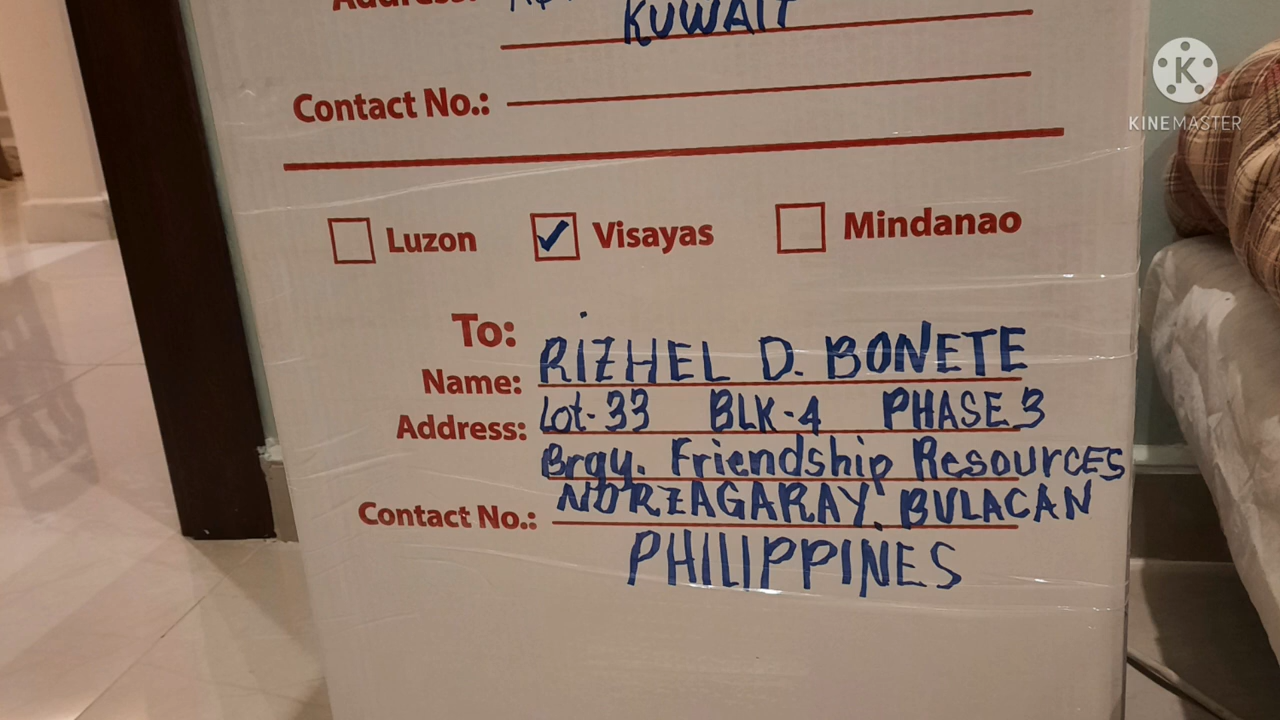 Address:
KUWAIT
Contact No.:
Luzon ✓ Visayas Mindanao
To:
Name: RIZHEL D. BONETE
Address: Lot-33 BLK-4 PHASE 3
Brgy. Friendship Resources
NORZAGARAY, BULACAN
Contact No.:
PHILIPPINES
K
KINEMASTER